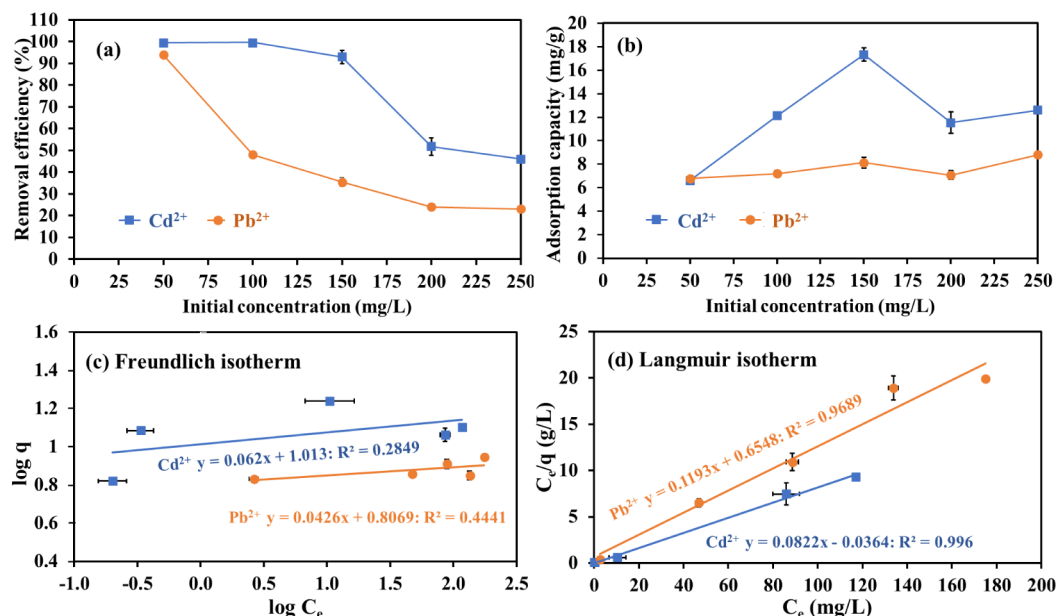 (a)
Removal efficiency (%)
100
90
80
70
60
50
40
30
20
10
0
Cd²⁺ Pb²⁺
0 25 50 75 100 125 150 175 200 225 250
Initial concentration (mg/L)
(b)
Adsorption capacity (mg/g)
20
18
16
14
12
10
8
6
4
2
0
Cd²⁺ Pb²⁺
0 25 50 75 100 125 150 175 200 225 250
Initial concentration (mg/L)
(c) Freundlich isotherm
log q
1.6
1.4
1.2
1
0.8
0.6
0.4
Cd²⁺ y = 0.062x + 1.013: R² = 0.2849
Pb²⁺ y = 0.0426x + 0.8069: R² = 0.4441
-1.0 -0.5 0.0 0.5 1.0 1.5 2.0 2.5
log Cₑ
(d) Langmuir isotherm
Cₑ/q (g/L)
25
20
15
10
5
0
Pb²⁺ y = 0.1193x + 0.6548: R² = 0.9689
Cd²⁺ y = 0.0822x - 0.0364: R² = 0.996
0 20 40 60 80 100 120 140 160 180 200
Cₑ (mg/L)